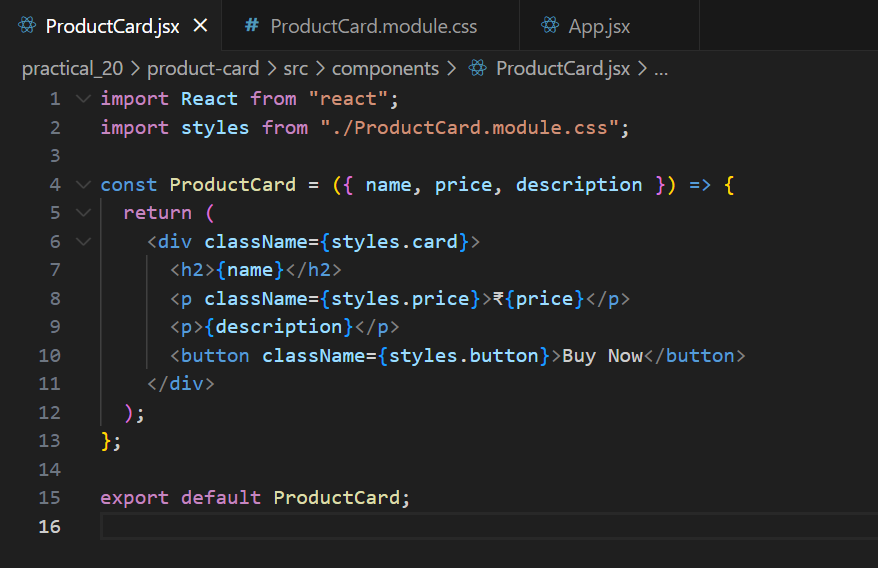 ProductCard.jsx × # ProductCard.module.css App.jsx
practical_20 > product-card > src > components > ProductCard.jsx > ...
1 import React from "react";
2 import styles from "./ProductCard.module.css";
3
4 const ProductCard = ({ name, price, description }) => {
5   return (
6     <div className={styles.card}>
7       <h2>{name}</h2>
8       <p className={styles.price}>₹{price}</p>
9       <p>{description}</p>
10       <button className={styles.button}>Buy Now</button>
11     </div>
12   );
13 };
14
15 export default ProductCard;
16